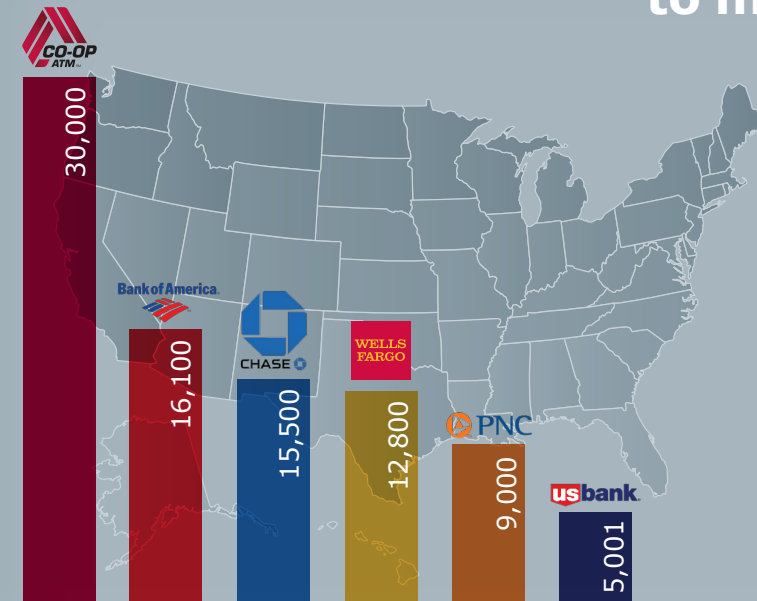 CO-OP
ATM
30,000
Bank of America
16,100
CHASE
15,500
WELLS
FARGO
12,800
PNC
9,000
usbank
5,001